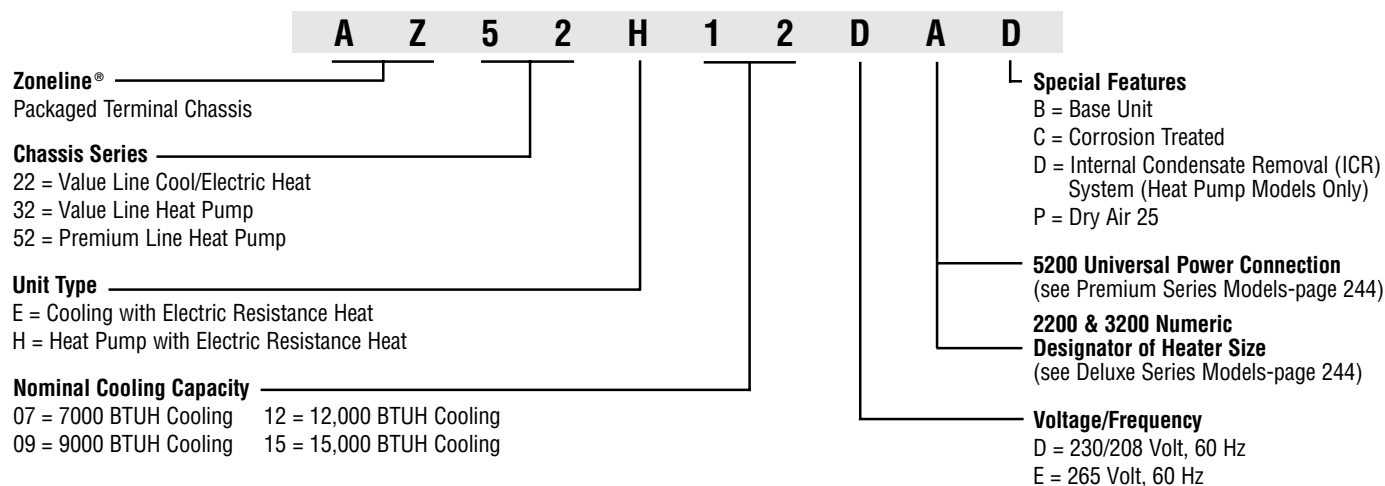 A Z 5 2 H 1 2 D A D
Zoneline®
Packaged Terminal Chassis
Chassis Series
22 = Value Line Cool/Electric Heat
32 = Value Line Heat Pump
52 = Premium Line Heat Pump
Unit Type
E = Cooling with Electric Resistance Heat
H = Heat Pump with Electric Resistance Heat
Nominal Cooling Capacity
07 = 7000 BTUH Cooling 12 = 12,000 BTUH Cooling
09 = 9000 BTUH Cooling 15 = 15,000 BTUH Cooling
Special Features
B = Base Unit
C = Corrosion Treated
D = Internal Condensate Removal (ICR)
System (Heat Pump Models Only)
P = Dry Air 25
5200 Universal Power Connection
(see Premium Series Models-page 244)
2200 & 3200 Numeric
Designator of Heater Size
(see Deluxe Series Models-page 244)
Voltage/Frequency
D = 230/208 Volt, 60 Hz
E = 265 Volt, 60 Hz